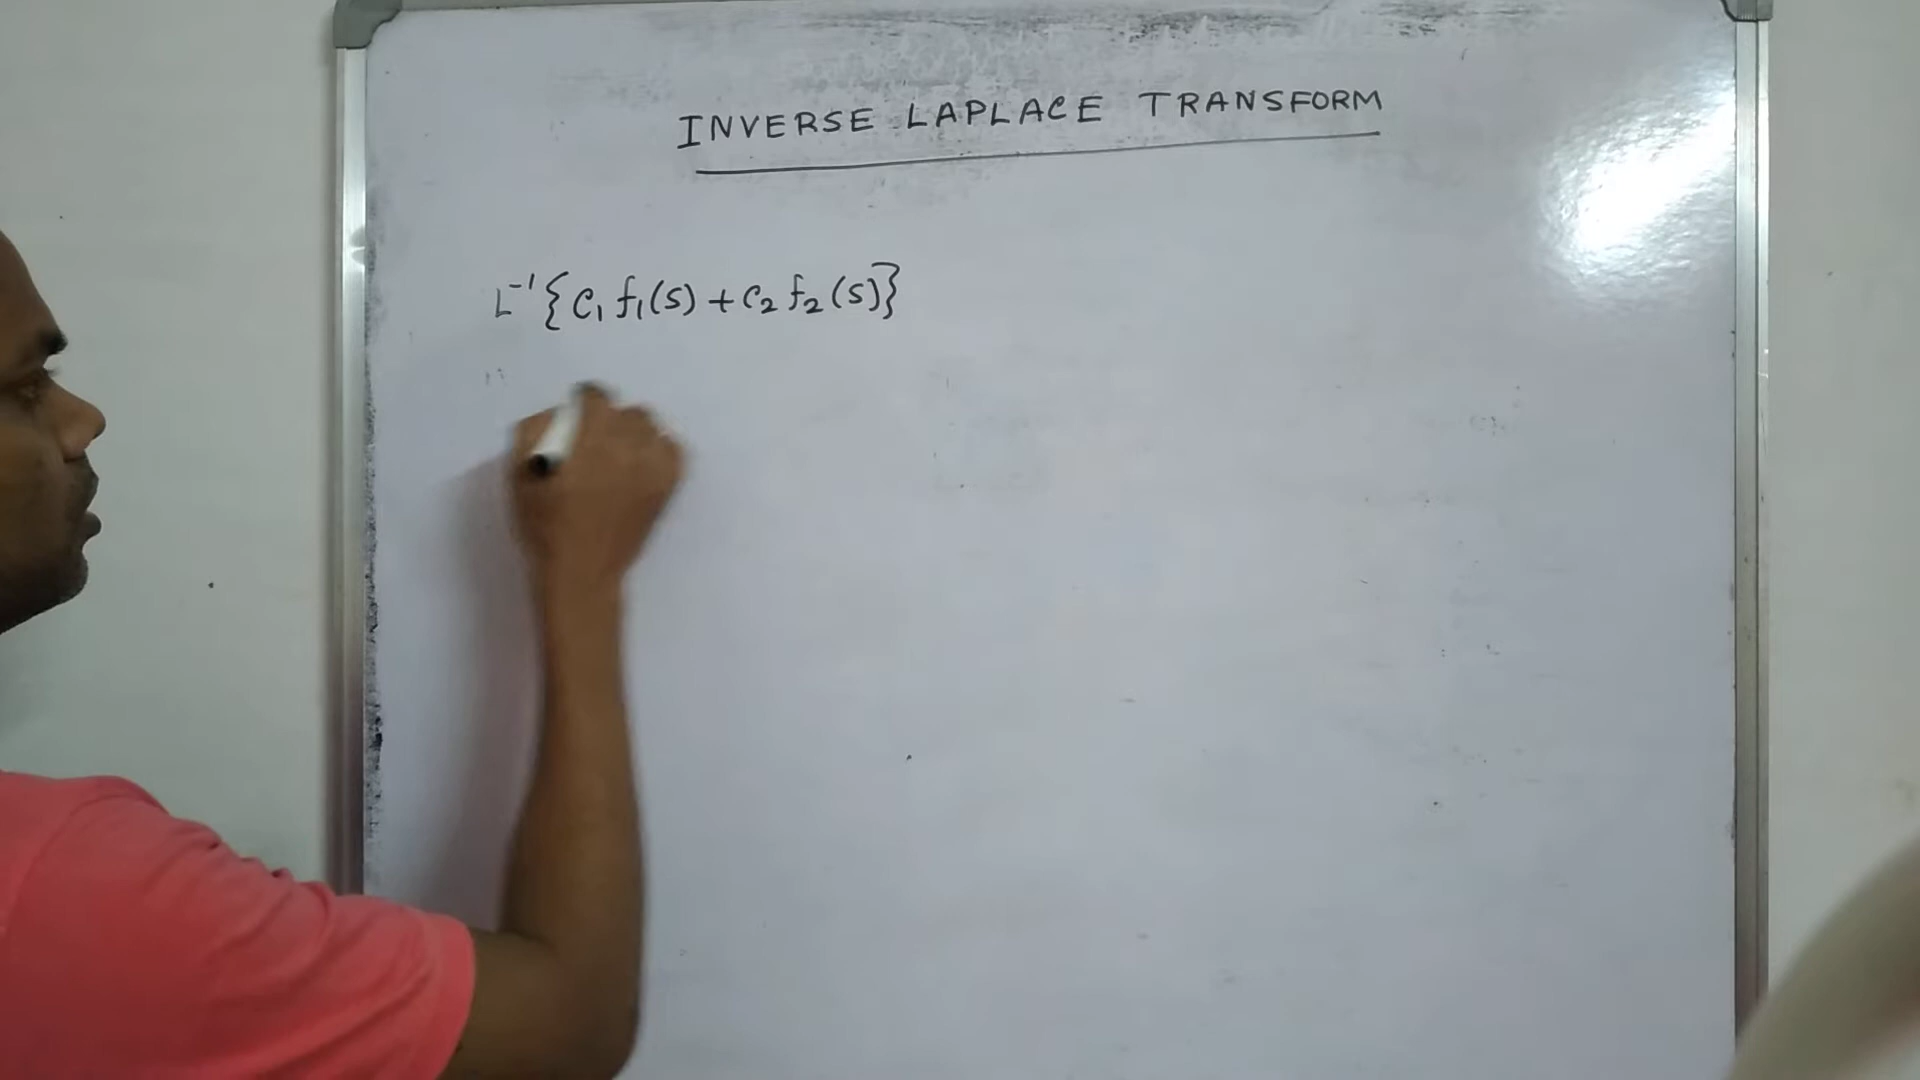 INVERSE LAPLACE TRANSFORM
L⁻¹{c₁ f₁(s) + c₂ f₂(s)}